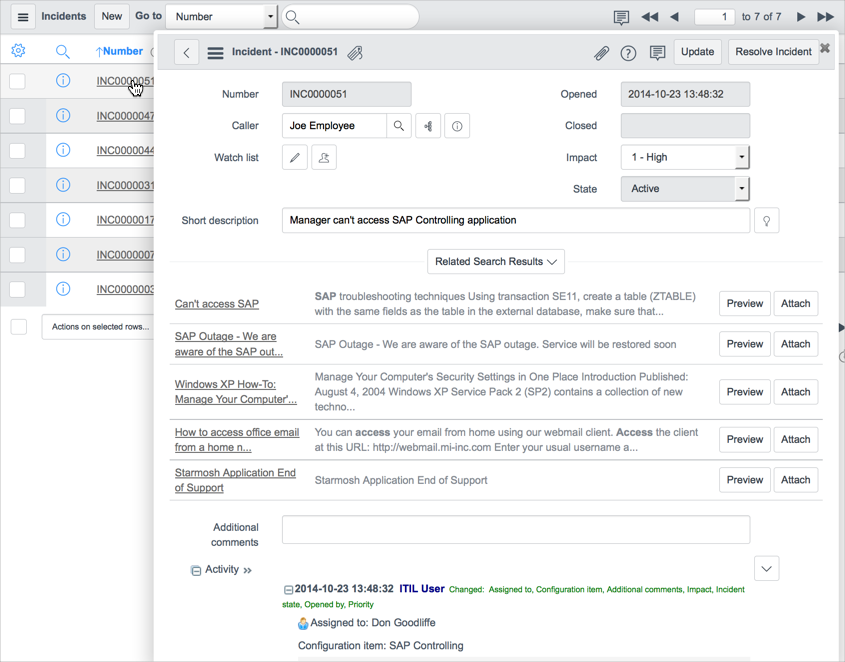 Incidents New Go to Number 1 to 7 of 7
Number
Incident - INC0000051 Update Resolve Incident
INC0000051
INC0000047
INC0000044
INC0000031
INC0000017
INC0000007
INC0000003
Actions on selected rows...
Number INC0000051
Opened 2014-10-23 13:48:32
Caller Joe Employee
Closed
Watch list
Impact 1 - High
State Active
Short description Manager can't access SAP Controlling application
Related Search Results
Can't access SAP
SAP troubleshooting techniques Using transaction SE11, create a table (ZTABLE)
with the same fields as the table in the external database, make sure that...
Preview Attach
SAP Outage - We are
aware of the SAP out...
SAP Outage - We are aware of the SAP outage. Service will be restored soon
Preview Attach
Windows XP How-To:
Manage Your Computer'...
Manage Your Computer's Security Settings in One Place Introduction Published:
August 4, 2004 Windows XP Service Pack 2 (SP2) contains a collection of new
techno...
Preview Attach
How to access office email
from a home n...
You can access your email from home using our webmail client. Access the client
at this URL: http://webmail.mi-inc.com Enter your usual username a...
Preview Attach
Starmosh Application End
of Support
Starmosh Application End of Support
Preview Attach
Additional
comments
Activity
2014-10-23 13:48:32 ITIL User Changed: Assigned to, Configuration item, Additional comments, Impact, Incident
state, Opened by, Priority
Assigned to: Don Goodliffe
Configuration item: SAP Controlling